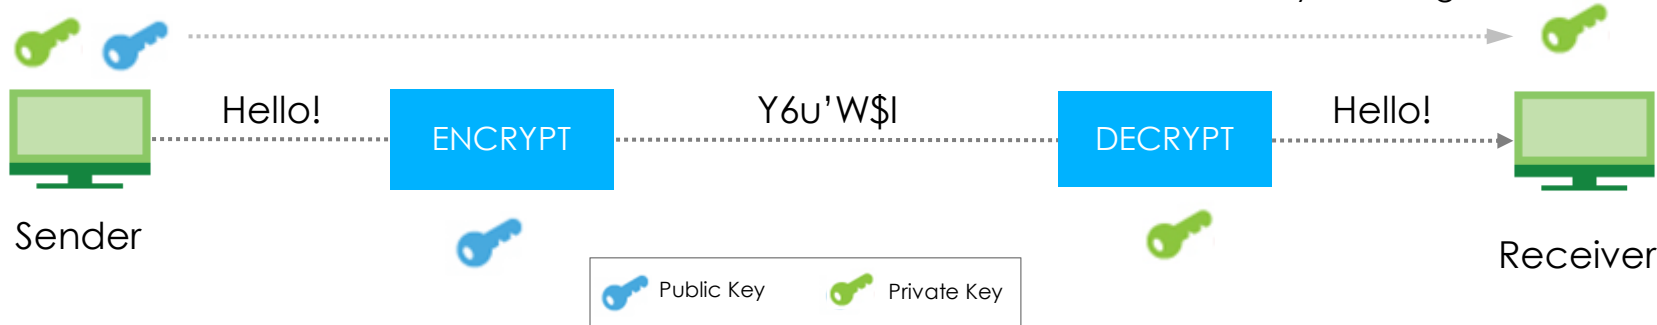 Hello!
ENCRYPT
Y6u'W$I
DECRYPT
Hello!
Sender
Receiver
Public Key
Private Key